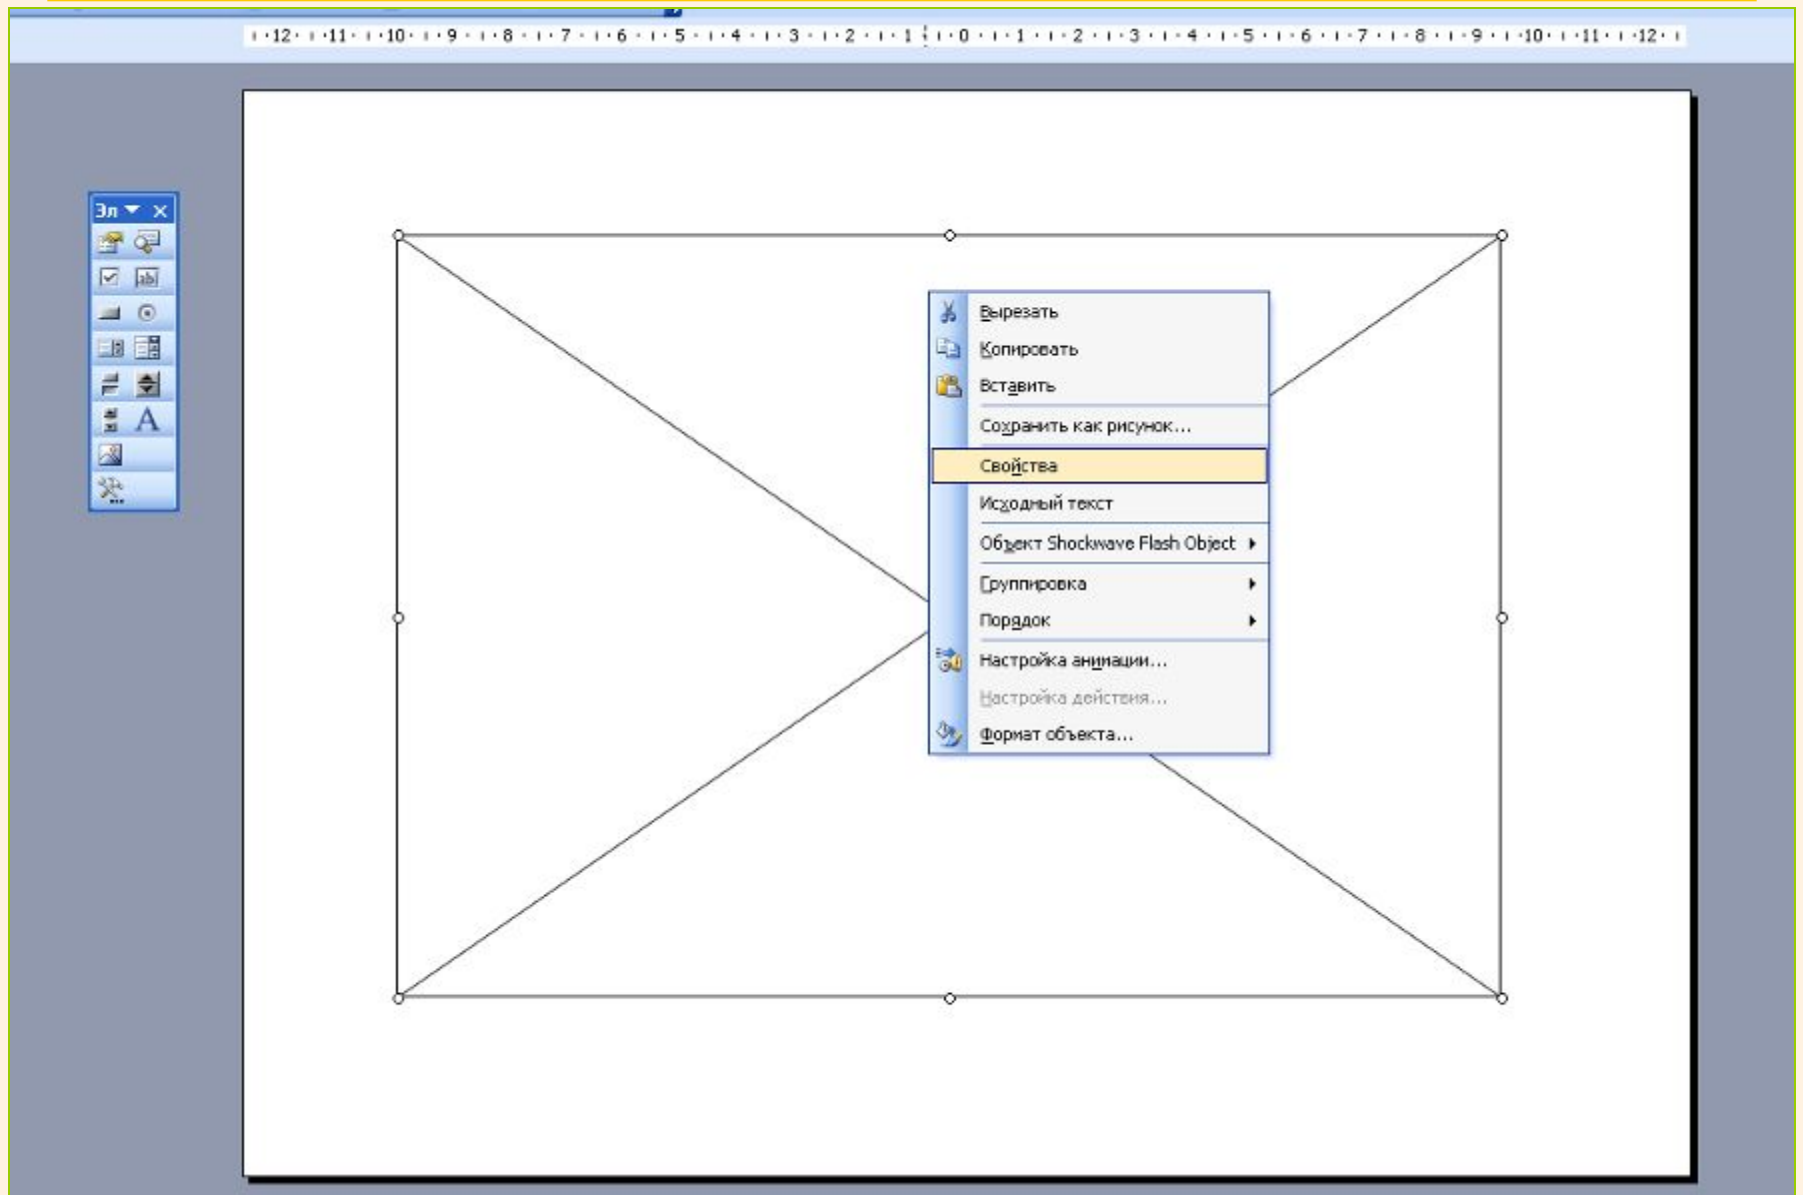 12 11 10 9 8 7 6 5 4 3 2 1 0 1 2 3 4 5 6 7 8 9 10 11 12
Эл
Вырезать
Копировать
Вставить
Сохранить как рисунок...
Свойства
Исходный текст
Объект Shockwave Flash Object
Группировка
Порядок
Настройка анимации...
Настройка действия...
Формат объекта...
ab
A